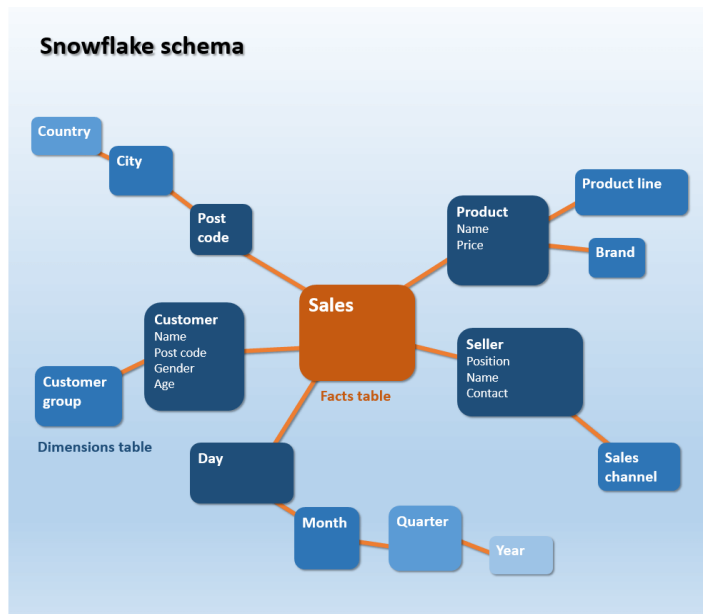 Snowflake schema
Country
City
Post
code
Product
Name
Price
Product line
Brand
Sales
Facts table
Customer
Name
Post code
Gender
Age
Customer
group
Dimensions table
Seller
Position
Name
Contact
Sales
channel
Day
Month
Quarter
Year